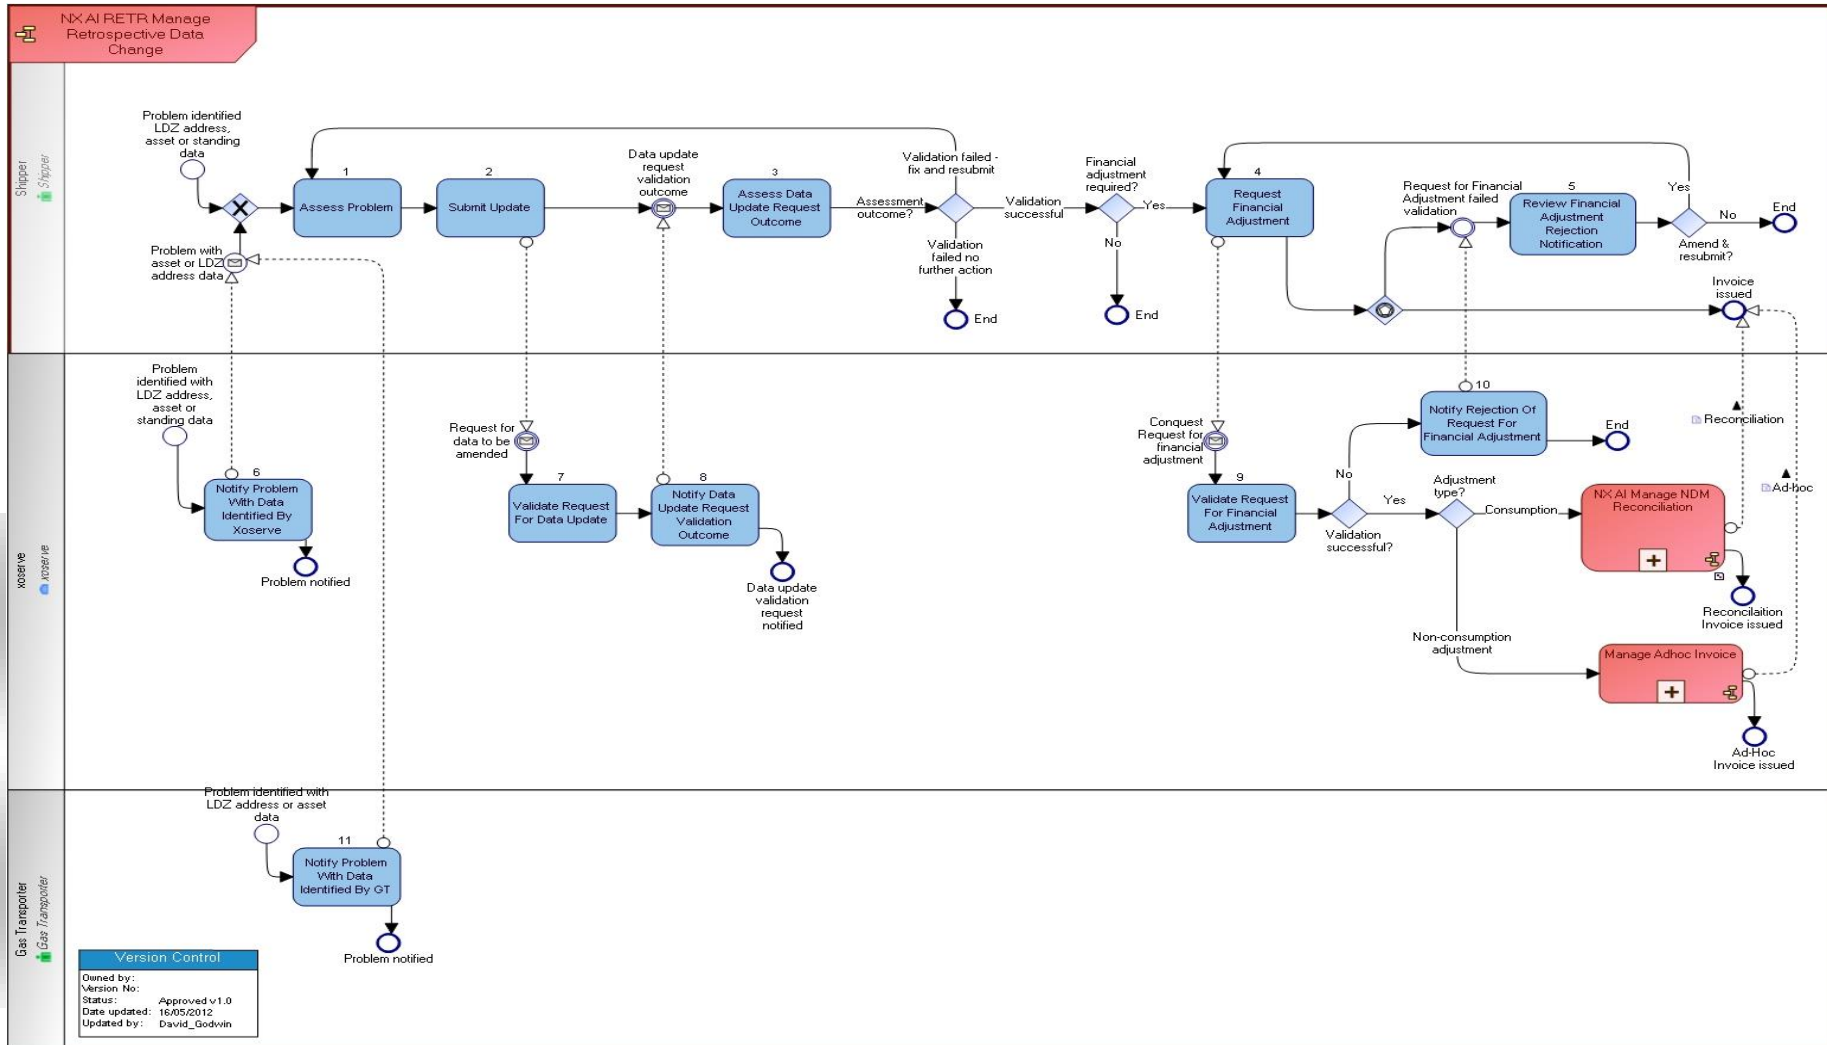 NX AI RETR Manage
Retrospective Data
Change
Shipper
Shipper
Problem identified
LDZ address,
asset or standing
data
1
Assess Problem
Problem with
asset or LDZ
address data
2
Submit Update
Data update
request
validation
outcome
3
Assess Data
Update Request
Outcome
Assessment
outcome?
Validation failed -
fix and resubmit
Validation
successful
Validation
failed no
further action
End
Financial
adjustment
required?
Yes
No
End
4
Request
Financial
Adjustment
Request for Financial
Adjustment failed
validation
5
Review Financial
Adjustment
Rejection
Notification
Yes
No
Amend &
resubmit?
End
Invoice
issued
xoserve
xoserve
Problem
identified with
LDZ address,
asset or
standing data
6
Notify Problem
With Data
Identified By
Xoserve
Problem notified
Request for
data to be
amended
7
Validate Request
For Data Update
8
Notify Data
Update Request
Validation
Outcome
Data update
validation
request
notified
Conquest
Request for
financial
adjustment
9
Validate Request
For Financial
Adjustment
No
Yes
Validation
successful?
10
Notify Rejection Of
Request For
Financial Adjustment
End
Adjustment
type?
Consumption
Non-consumption
adjustment
NX AI Manage NDM
Reconciliation
Reconciliation
Ad-hoc
Reconcilaition
Invoice issued
Manage Adhoc Invoice
Ad-Hoc
Invoice issued
Gas Transporter
Gas Transporter
Problem identified with
LDZ address or asset
data
11
Notify Problem
With Data
Identified By GT
Problem notified
Version Control
Owned by:
Version No:
Status: Approved v1.0
Date updated: 16/05/2012
Updated by: David_Godwin